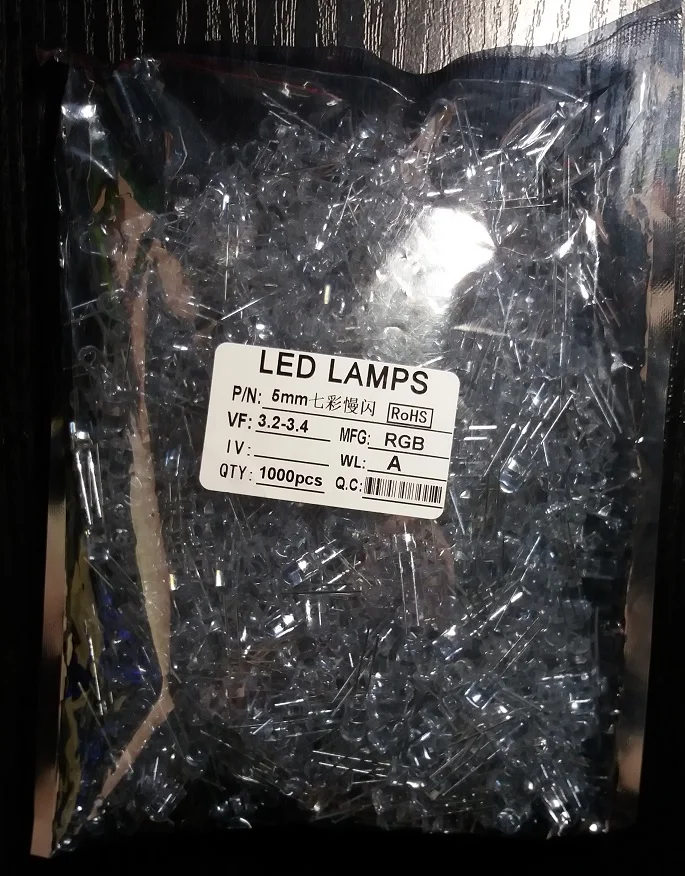 LED LAMPS
P/N: 5mm七彩慢闪 RoHS
VF: 3.2-3.4 MFG: RGB
IV: WL: A
QTY: 1000pcs Q.C: